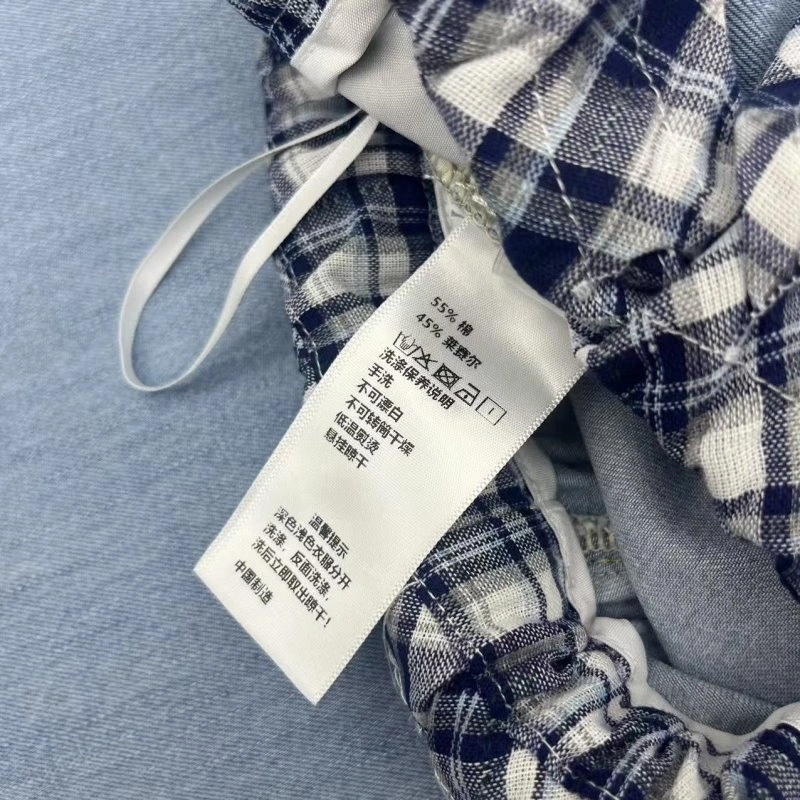 55% 棉
45% 莱赛尔
洗涤保养说明
手洗
不可漂白
不可转筒干燥
低温熨烫
悬挂晾干
温馨提示
深色浅色衣服分开
洗涤，反面洗涤，
洗后立即取出晾干！
中国制造